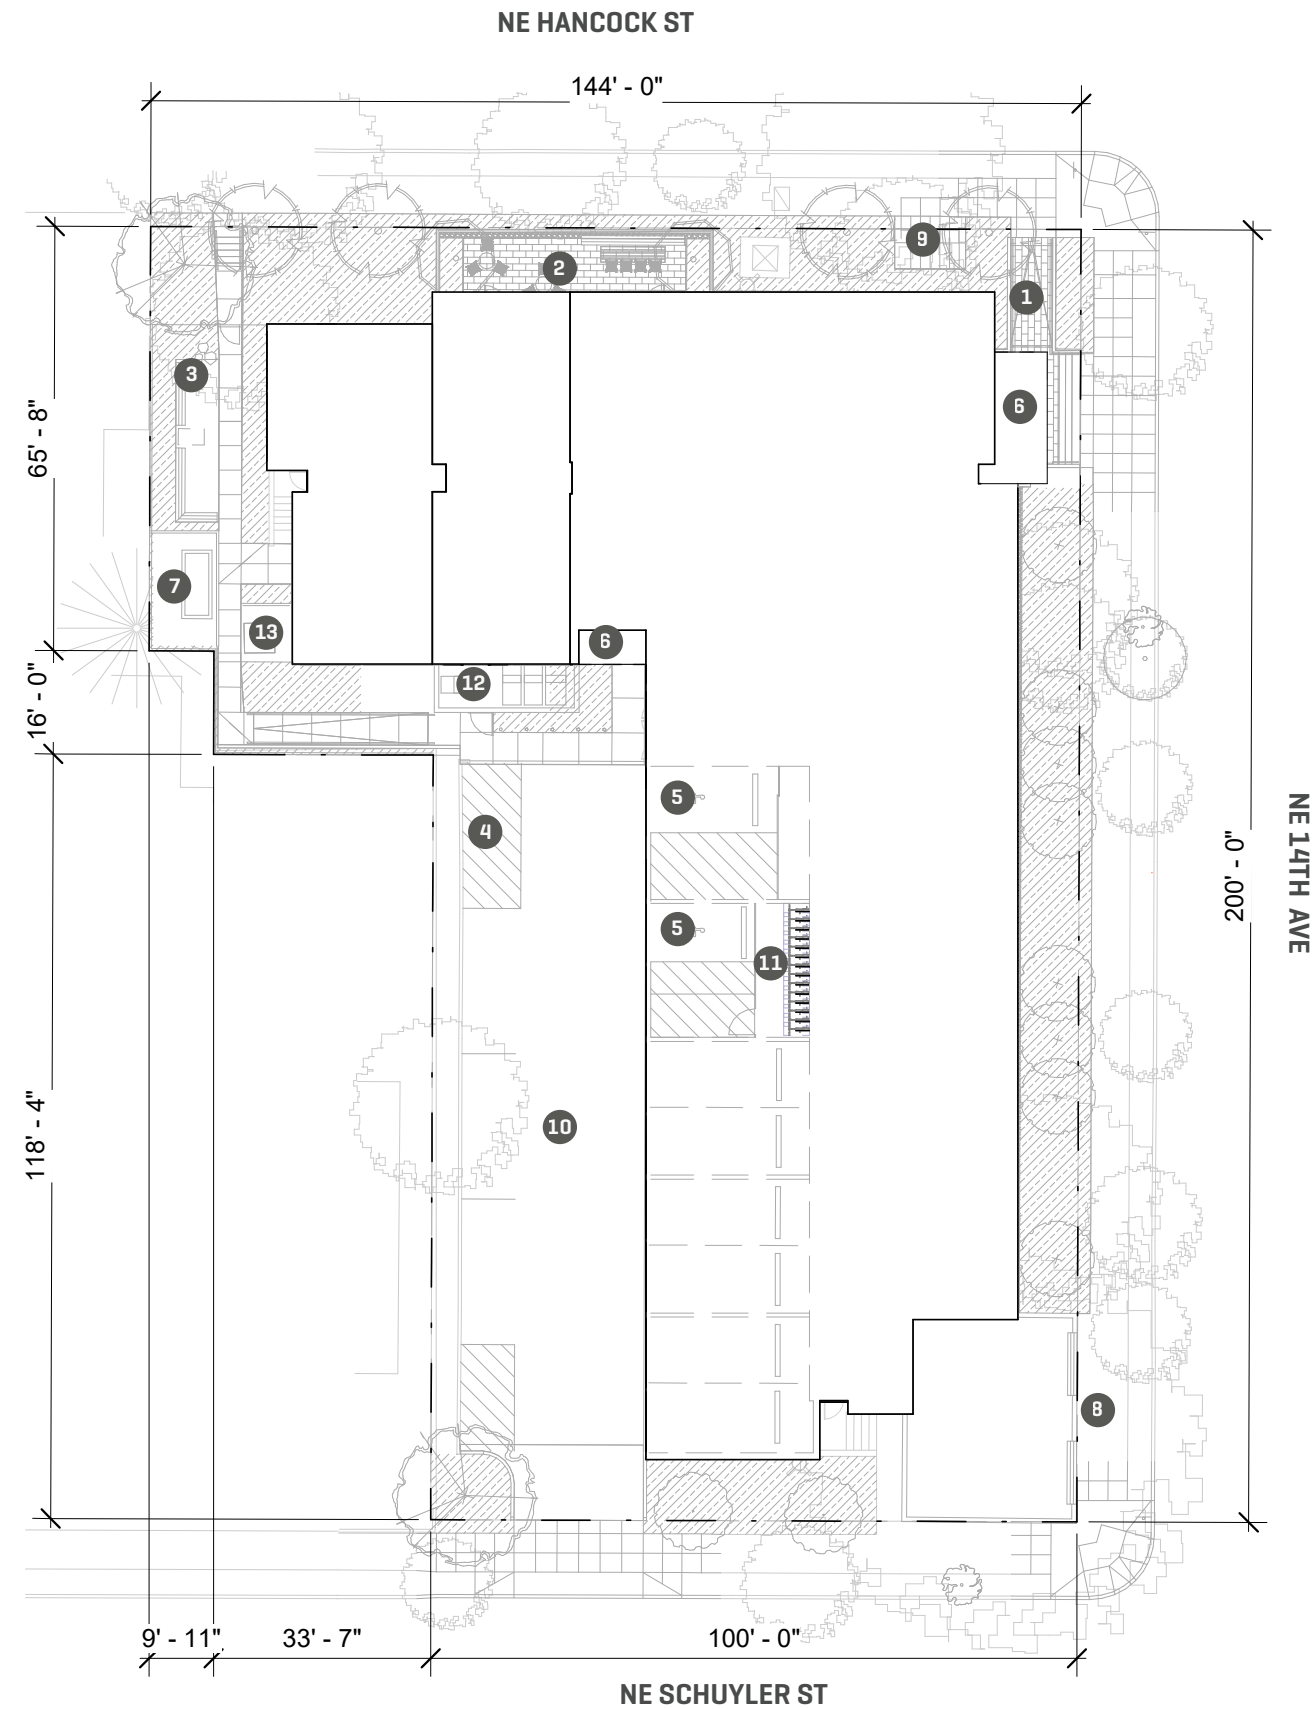 NE HANCOCK ST
144' - 0"
9
2
1
3
6
65' - 8"
7
13
6
12
16' - 0"
5
4
NE 14TH AVE
200' - 0"
5
11
118' - 4"
10
8
9' - 11"
33' - 7"
100' - 0"
NE SCHUYLER ST